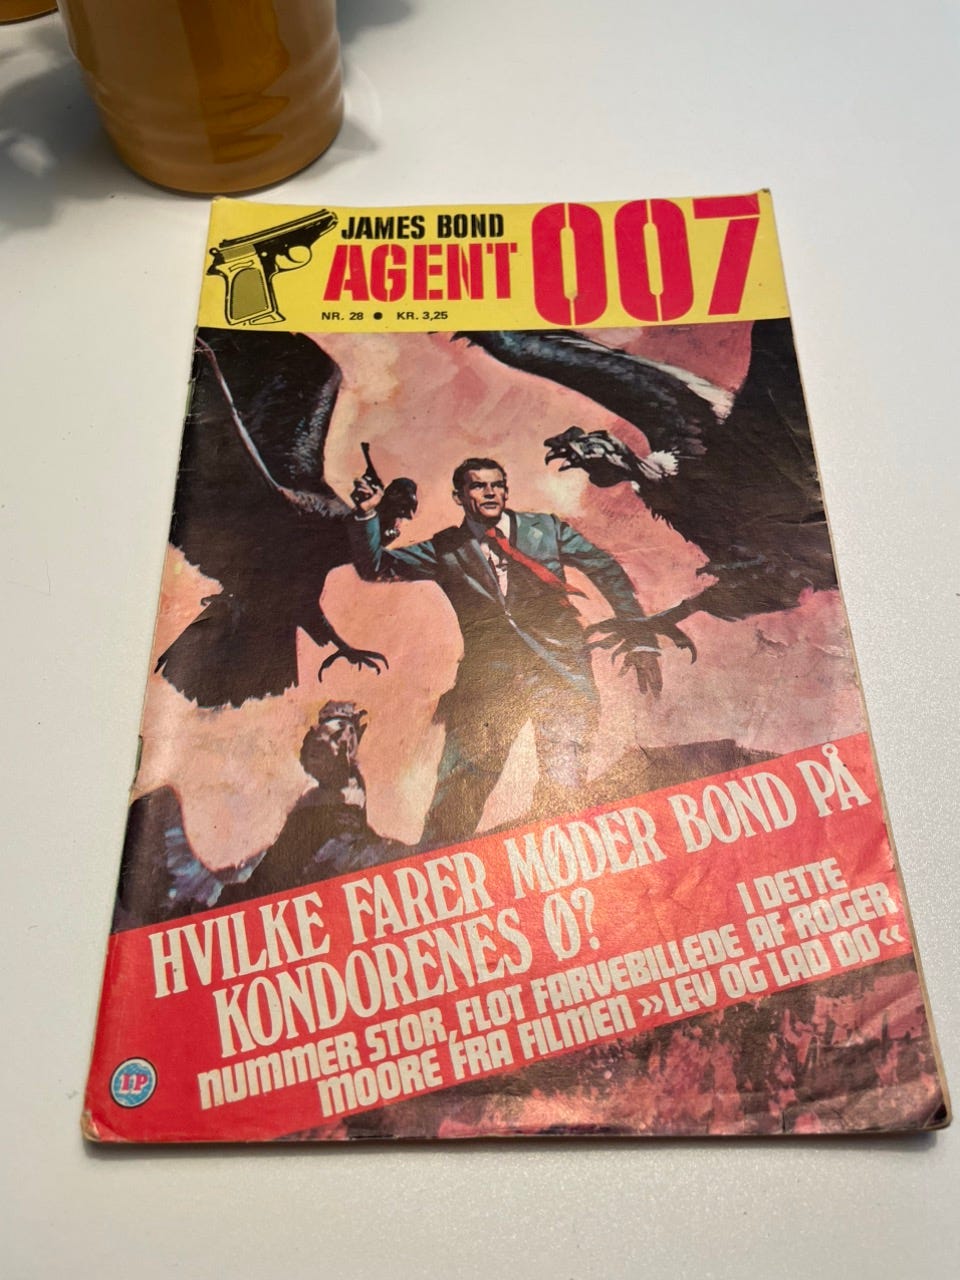 JAMES BOND
AGENT 007
NR. 28 ● KR. 3,25
HVILKE FARER MØDER BOND PÅ
KONDORENES Ø?
I DETTE
NUMMER STOR, FLOT FARVEBILLEDE AF ROGER
MOORE FRA FILMEN »LEV OG LAD DØ«
IP